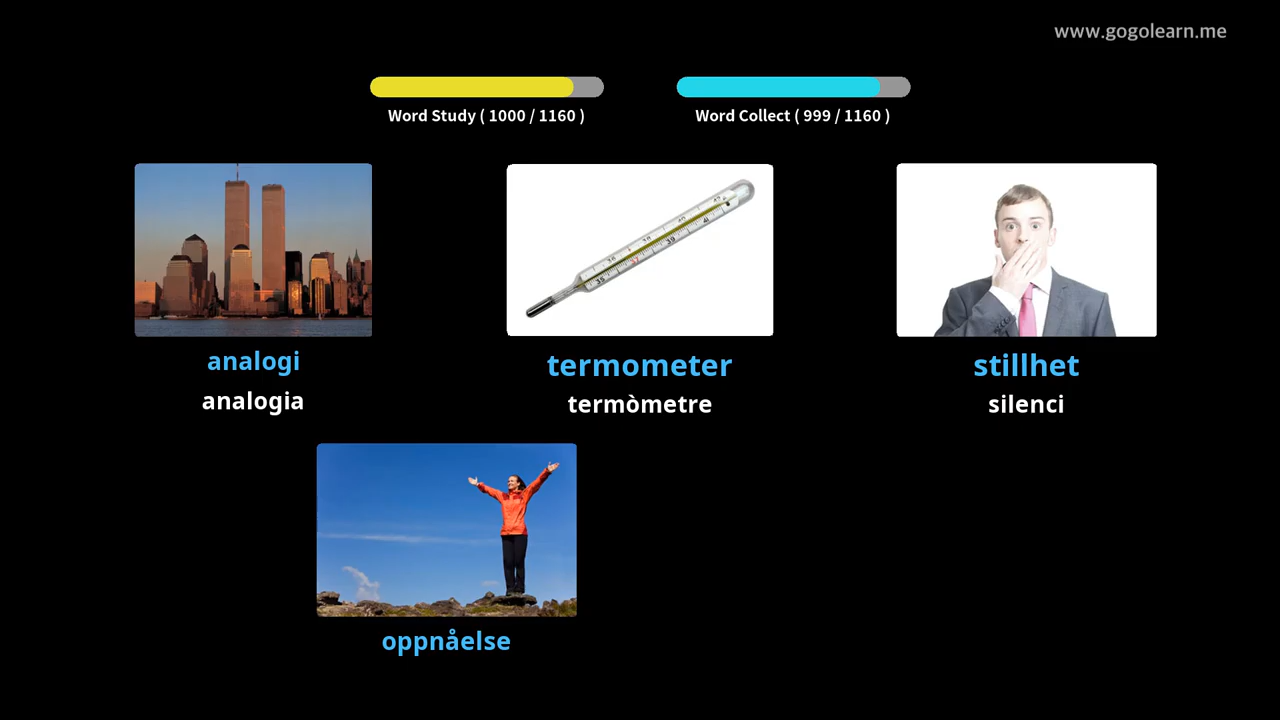 www.gogolearn.me
Word Study ( 1000 / 1160 )
Word Collect ( 999 / 1160 )
analogi
analogia
termometer
termòmetre
stillhet
silenci
oppnåelse